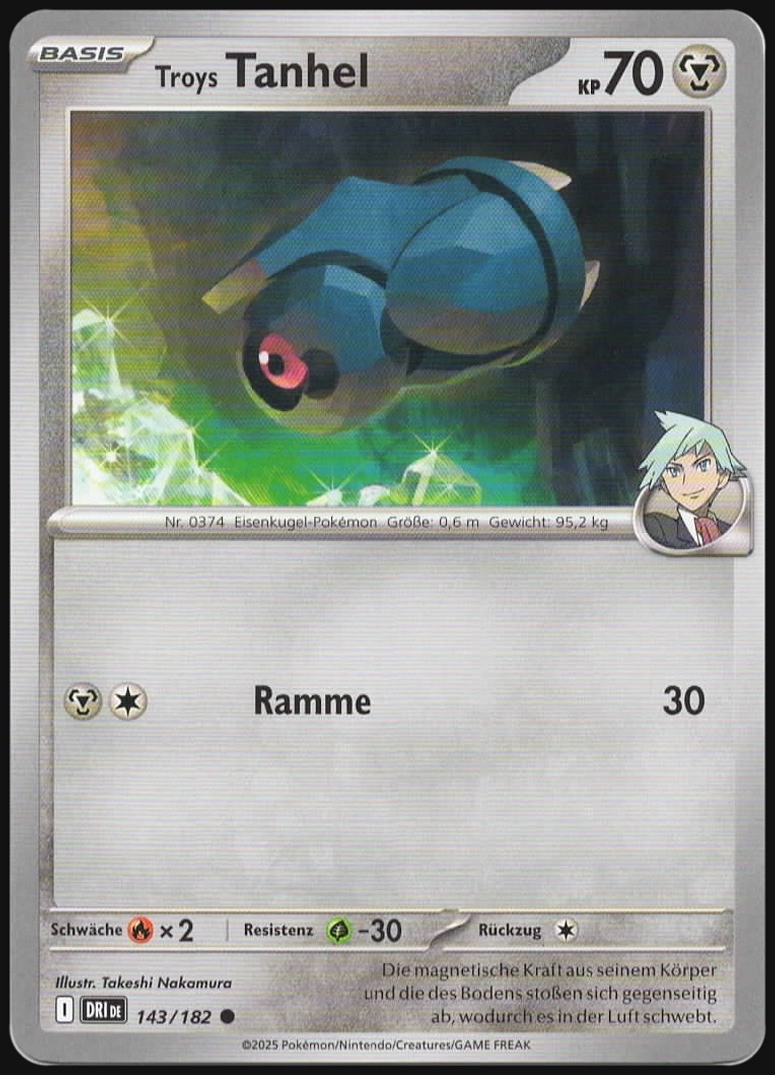 BASIS
Troys Tanhel
KP 70
Nr. 0374 Eisenkugel-Pokémon Größe: 0,6 m Gewicht: 95,2 kg
Ramme 30
Schwäche × 2 Resistenz -30 Rückzug
Illustr. Takeshi Nakamura
Die magnetische Kraft aus seinem Körper
und die des Bodens stoßen sich gegenseitig
ab, wodurch es in der Luft schwebt.
I DRI DE 143/182
©2025 Pokémon/Nintendo/Creatures/GAME FREAK